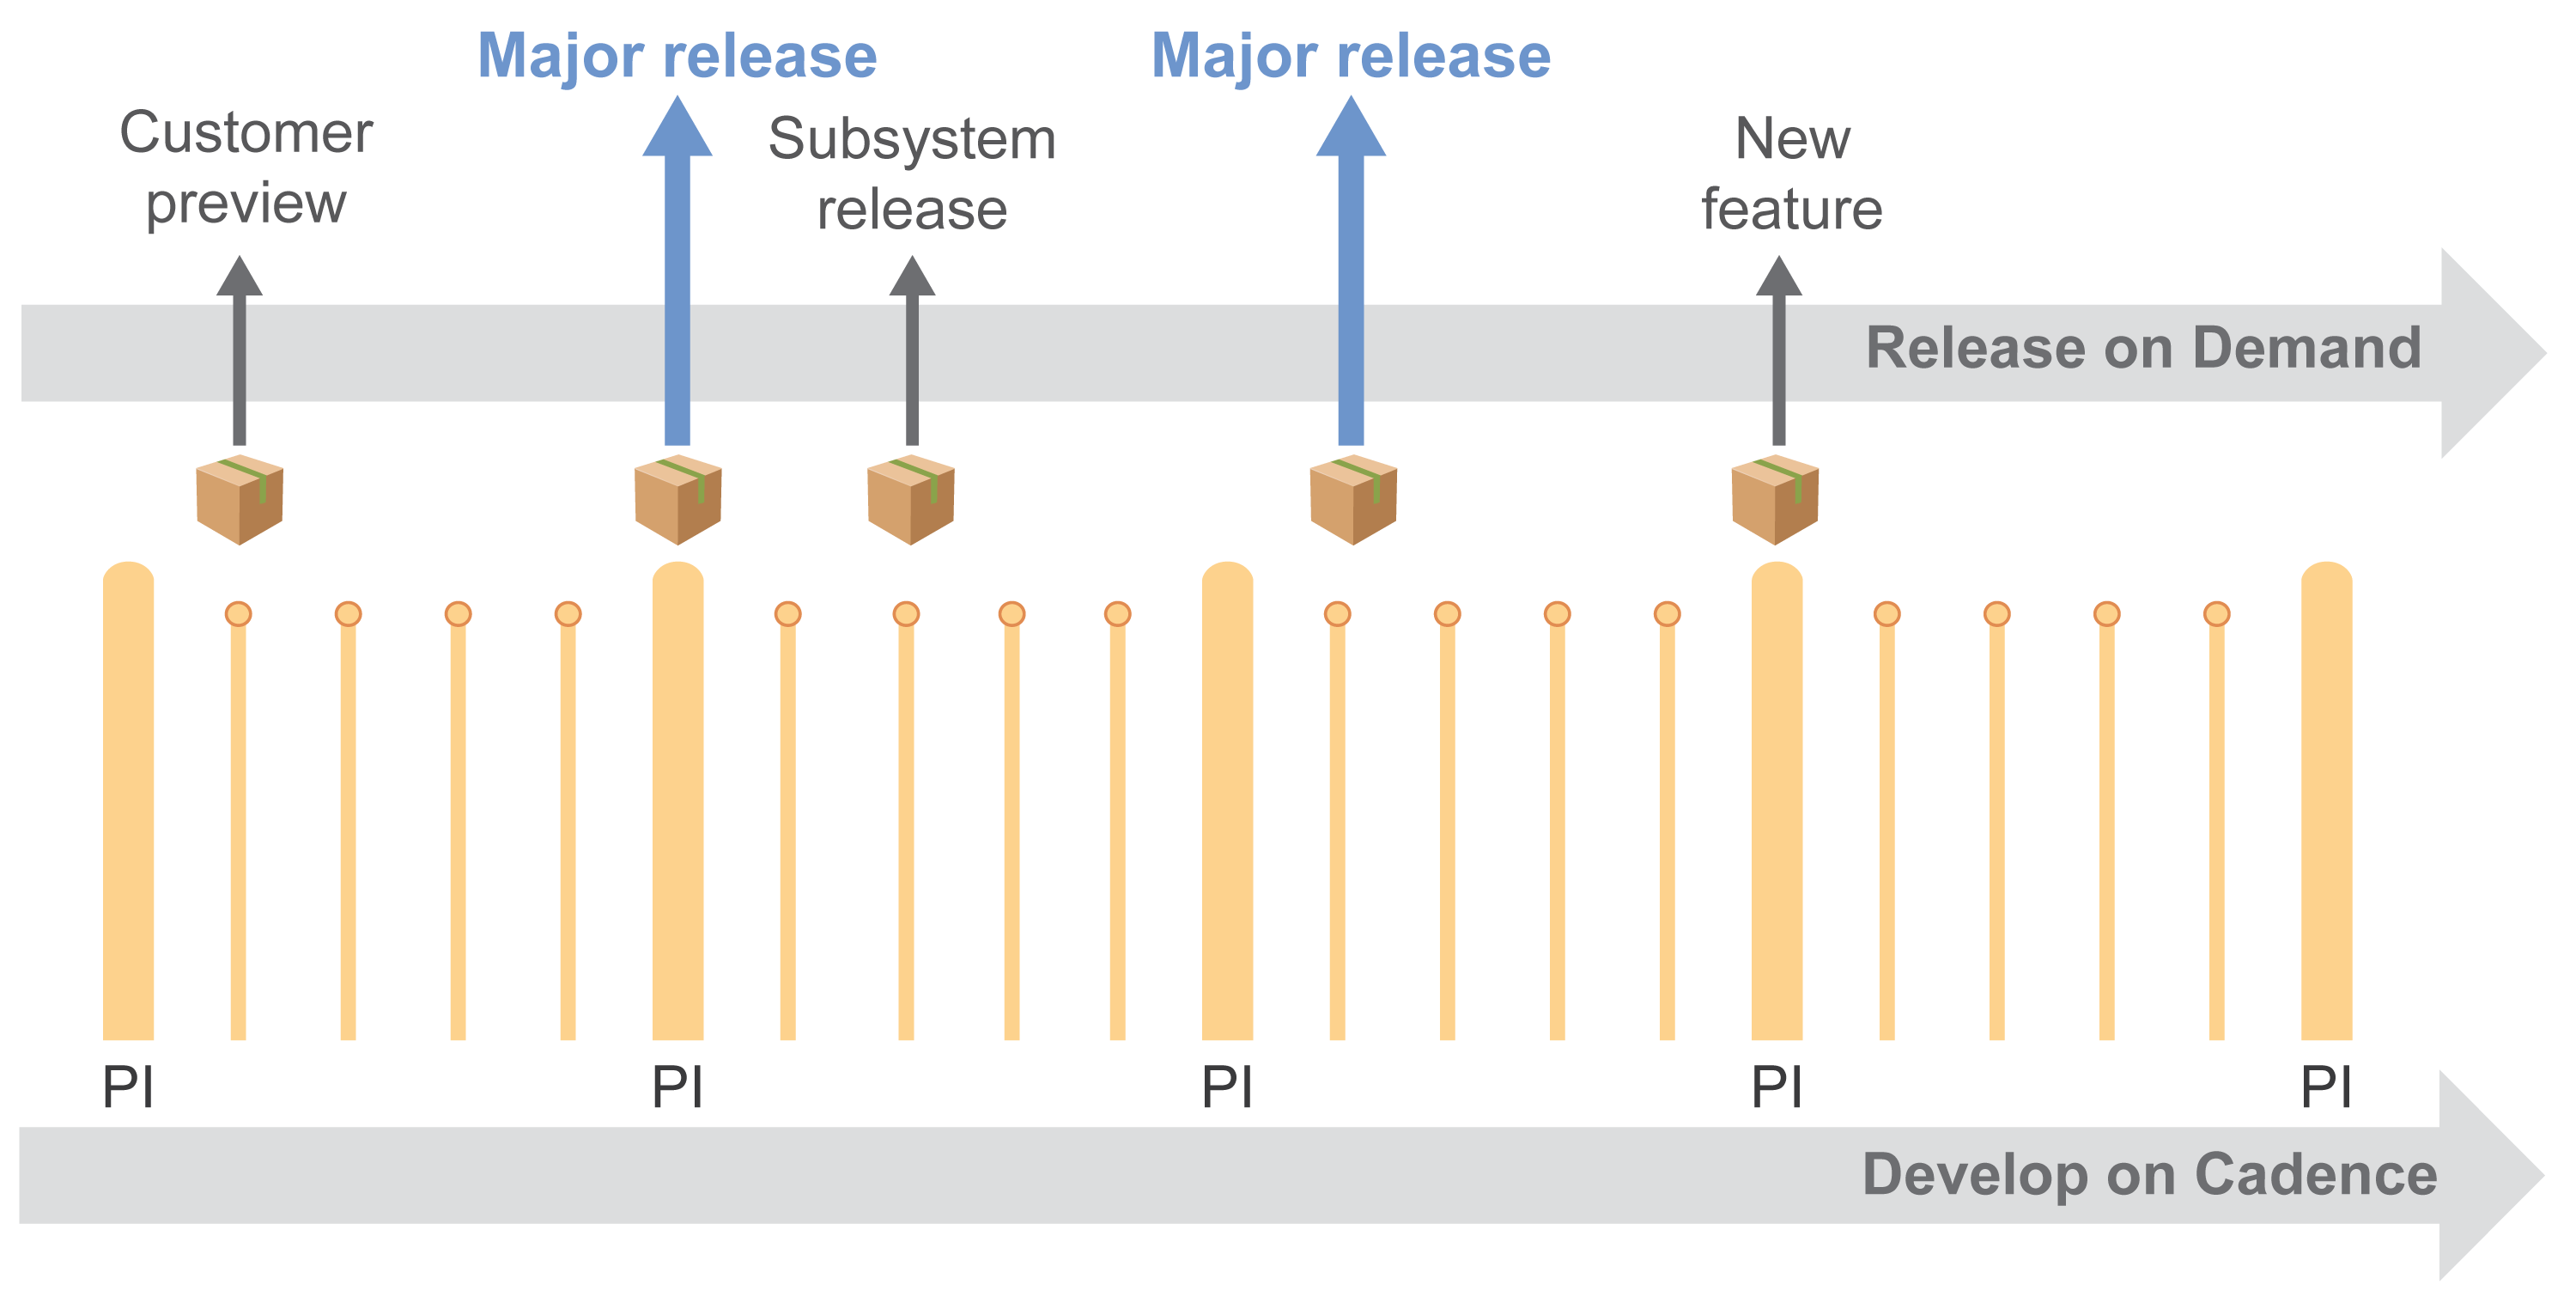 Major release
Major release
Customer
preview
Subsystem
release
New
feature
Release on Demand
PI
PI
PI
PI
PI
Develop on Cadence